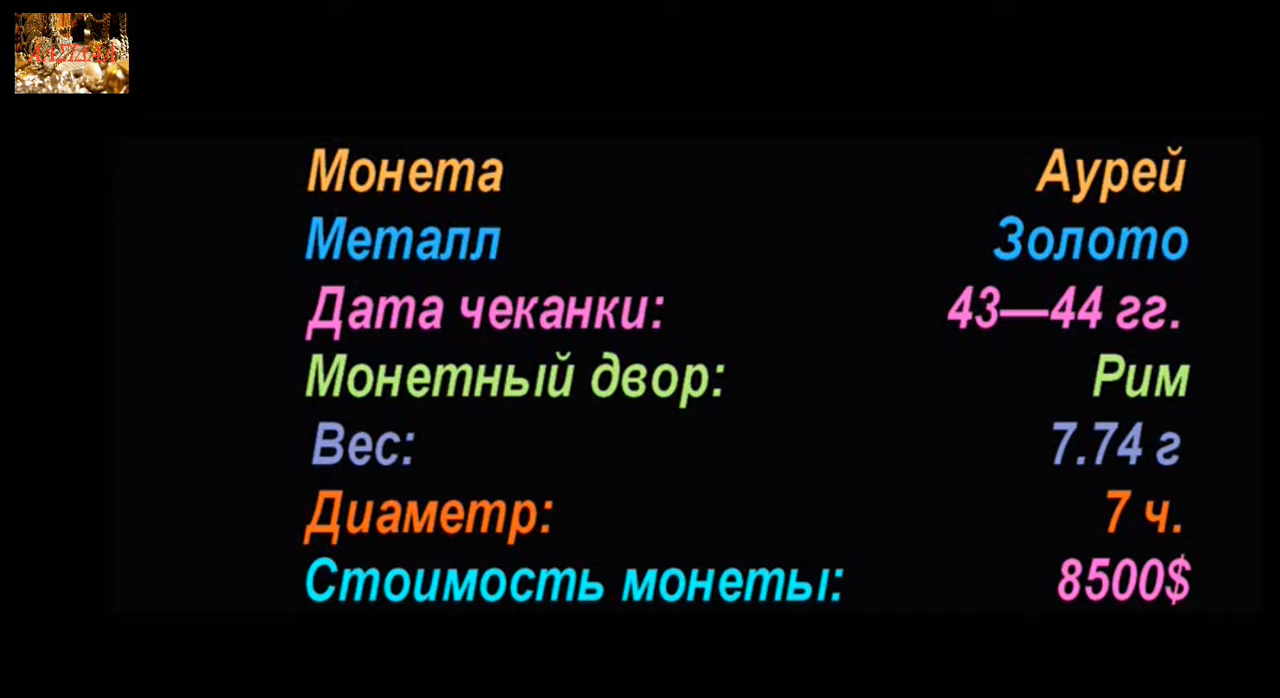 Монета Аурей
Металл Золото
Дата чеканки: 43—44 гг.
Монетный двор: Рим
Вес: 7.74 г
Диаметр: 7 ч.
Стоимость монеты: 8500$